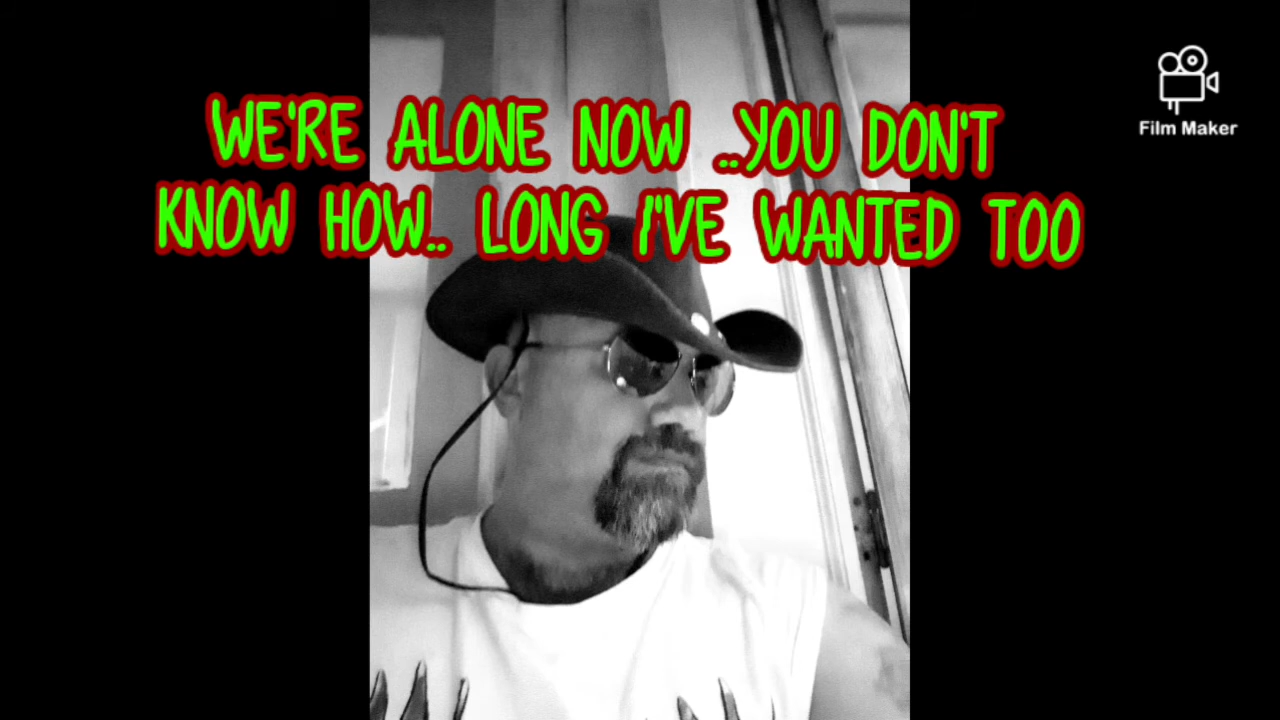 WE'RE ALONE NOW ..YOU DON'T
KNOW HOW.. LONG I"VE WANTED TOO
Film Maker